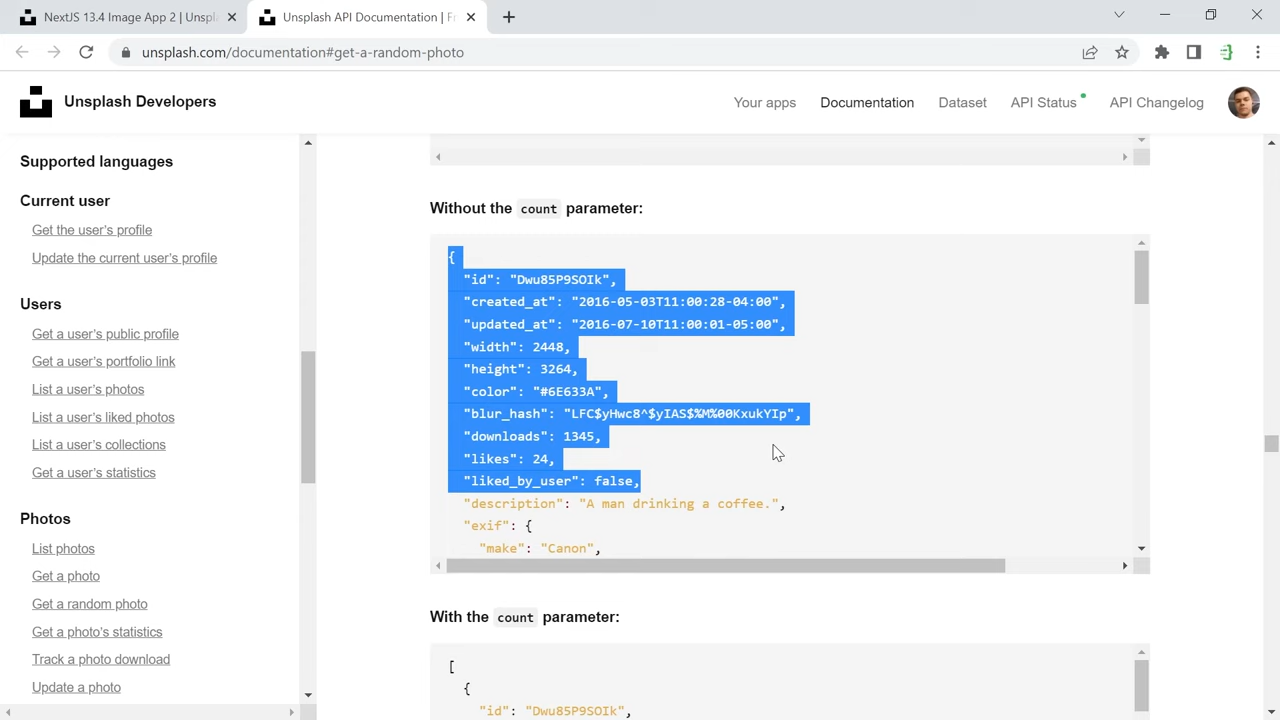 NextJS 13.4 Image App 2 | Unspla
Unsplash API Documentation | Fr
unsplash.com/documentation#get-a-random-photo
Unsplash Developers
Your apps
Documentation
Dataset
API Status
API Changelog
Supported languages
Current user
Get the user's profile
Update the current user's profile
Users
Get a user's public profile
Get a user's portfolio link
List a user's photos
List a user's liked photos
List a user's collections
Get a user's statistics
Photos
List photos
Get a photo
Get a random photo
Get a photo's statistics
Track a photo download
Update a photo
Without the count parameter:
{
"id": "Dwu85P9SOIk",
"created_at": "2016-05-03T11:00:28-04:00",
"updated_at": "2016-07-10T11:00:01-05:00",
"width": 2448,
"height": 3264,
"color": "#6E633A",
"blur_hash": "LFC$yHwc8^$yIAS$%M%00KxukYIp",
"downloads": 1345,
"likes": 24,
"liked_by_user": false,
"description": "A man drinking a coffee.",
"exif": {
"make": "Canon",
With the count parameter:
[
{
"id": "Dwu85P9SOIk",